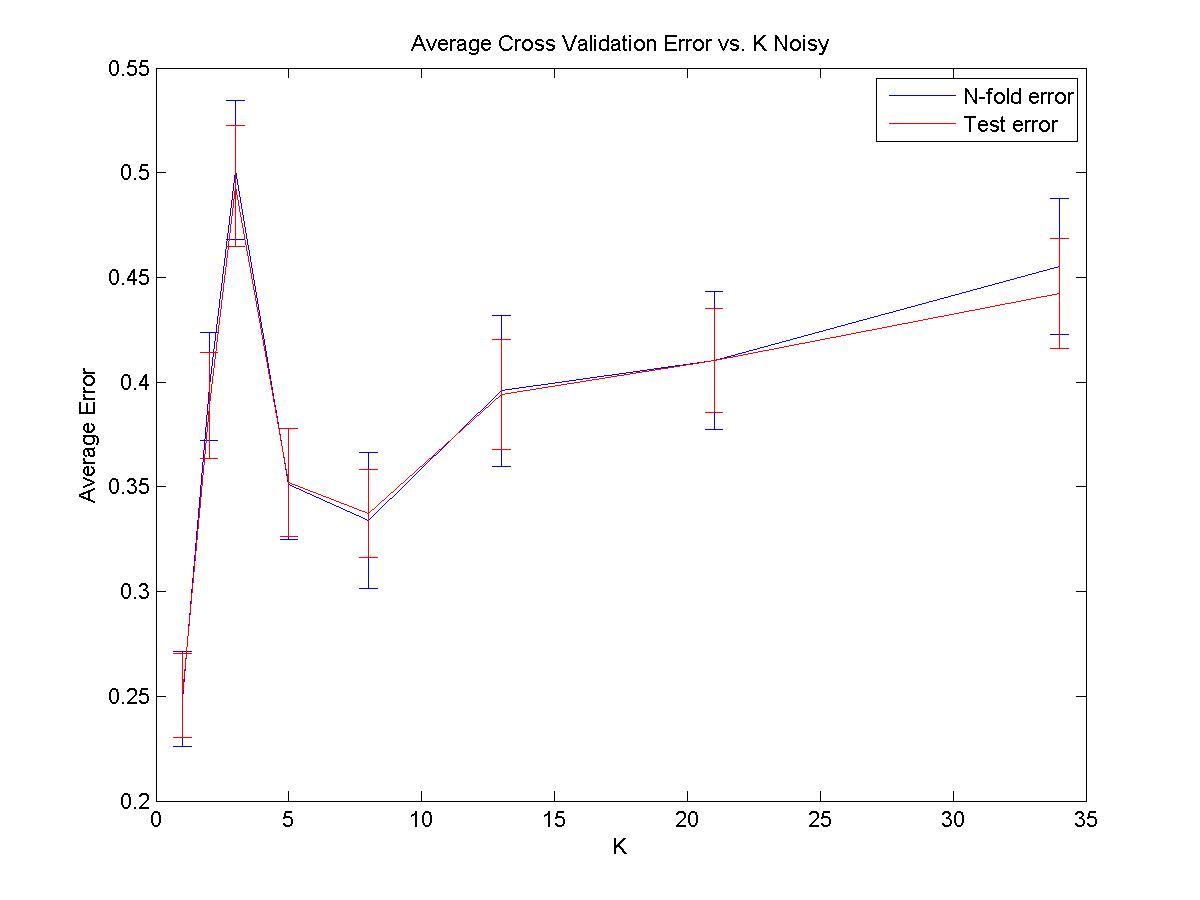 Average Cross Validation Error vs. K Noisy
N-fold error
Test error
Average Error
0.55
0.5
0.45
0.4
0.35
0.3
0.25
0.2
0 5 10 15 20 25 30 35
K